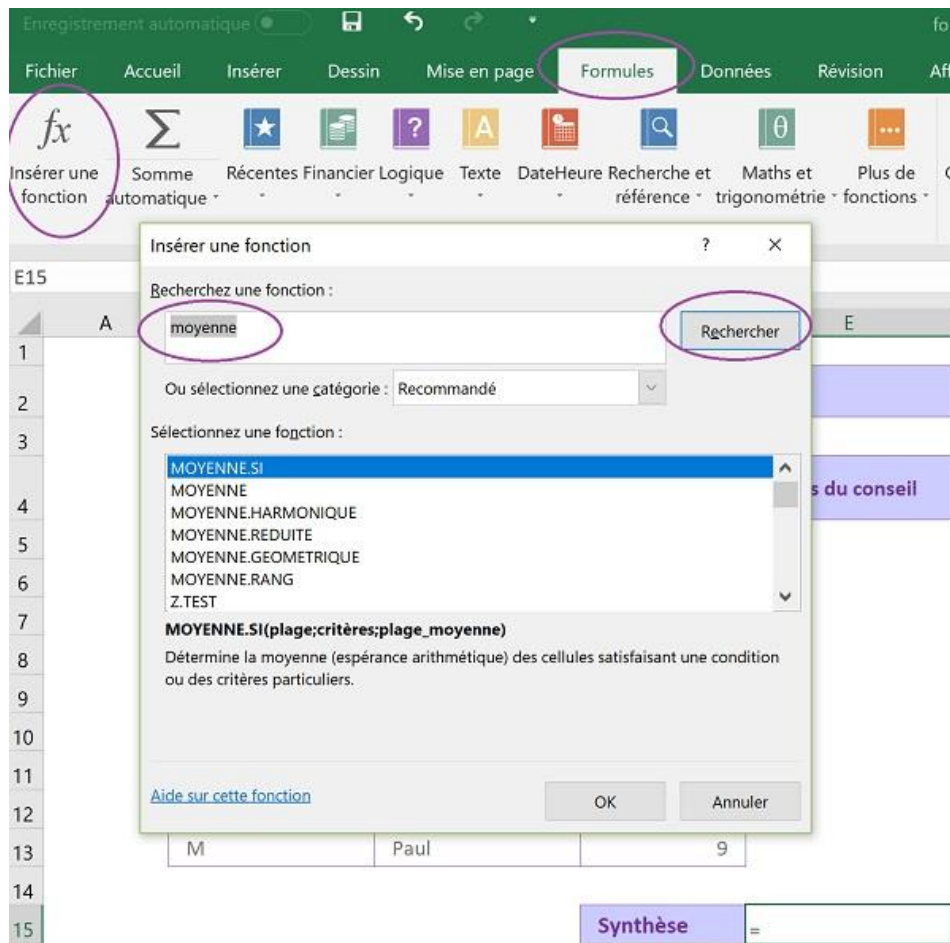 Enregistrement automatique
fo
Fichier Accueil Insérer Dessin Mise en page Formules Données Révision Aff
fx Σ A θ
Insérer une fonction
Somme automatique
Récentes Financier Logique Texte DateHeure
Recherche et référence
Maths et trigonométrie
Plus de fonctions
E15
Insérer une fonction ? ×
Recherchez une fonction :
moyenne
Rechercher
Ou sélectionnez une catégorie : Recommandé
Sélectionnez une fonction :
MOYENNE.SI
MOYENNE
MOYENNE.HARMONIQUE
MOYENNE.REDUITE
MOYENNE.GEOMETRIQUE
MOYENNE.RANG
Z.TEST
MOYENNE.SI(plage;critères;plage_moyenne)
Détermine la moyenne (espérance arithmétique) des cellules satisfaisant une condition
ou des critères particuliers.
Aide sur cette fonction
OK Annuler
A E
1
2
3
4 s du conseil
5
6
7
8
9
10
11
12
13 M Paul 9
14
15 Synthèse =